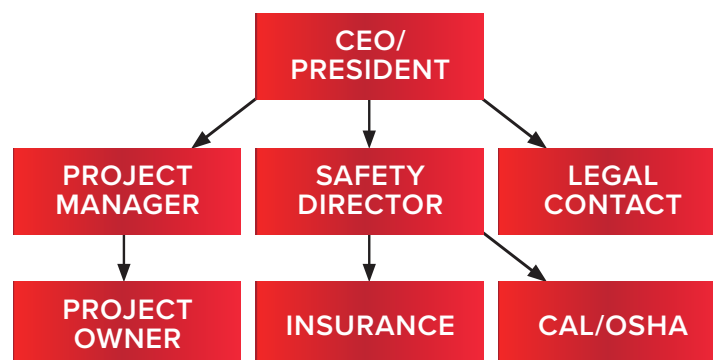 CEO/
PRESIDENT
PROJECT
MANAGER
SAFETY
DIRECTOR
LEGAL
CONTACT
PROJECT
OWNER
INSURANCE
CAL/OSHA